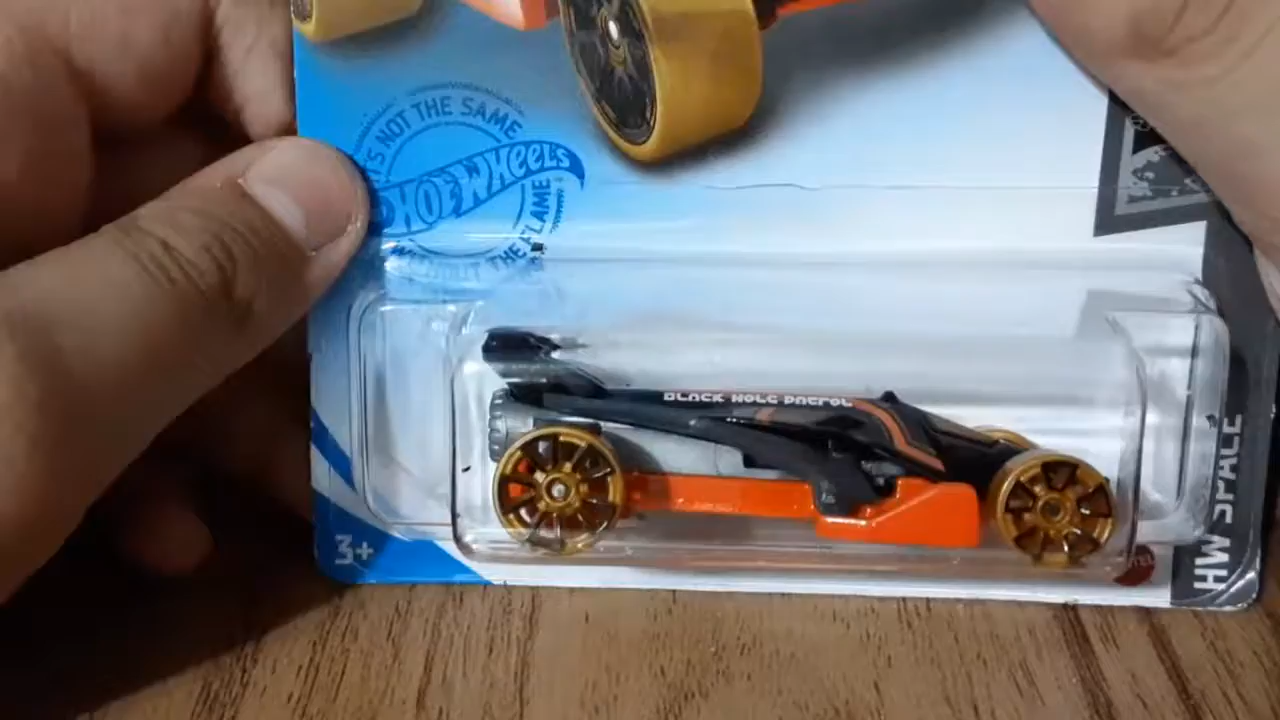 IT'S NOT THE SAME
HOT WHEELS
WITHOUT THE FLAME
BLACK HOLE PATROL
3+
HW SPACE